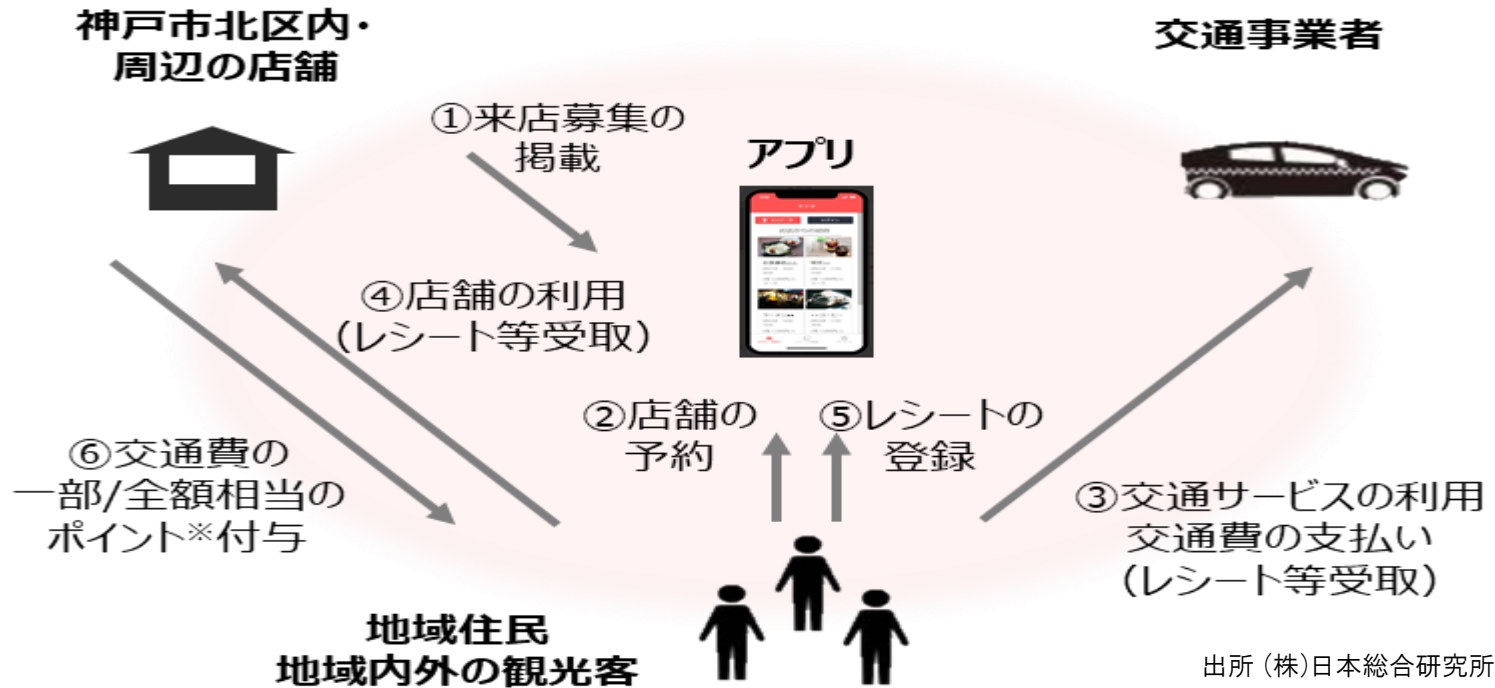 神戸市北区内・
周辺の店舗
交通事業者
①来店募集の
掲載
アプリ
④店舗の利用
（レシート等受取）
②店舗の
予約
⑤レシートの
登録
⑥交通費の
一部/全額相当の
ポイント※付与
③交通サービスの利用
交通費の支払い
（レシート等受取）
地域住民
地域内外の観光客
出所 （株）日本総合研究所